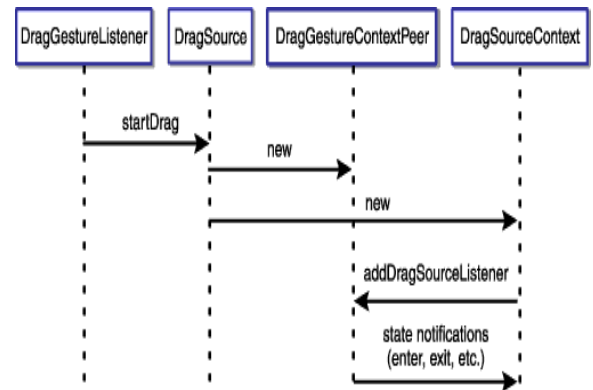 DragGestureListener
DragSource
DragGestureContextPeer
DragSourceContext
startDrag
new
new
addDragSourceListener
state notifications
(enter, exit, etc.)